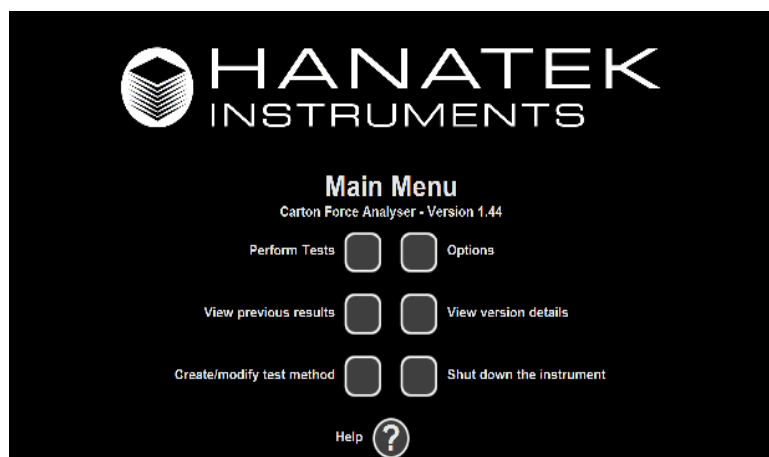 HANATEK
INSTRUMENTS
Main Menu
Carton Force Analyser - Version 1.44
Perform Tests Options
View previous results View version details
Create/modify test method Shut down the instrument
Help ?